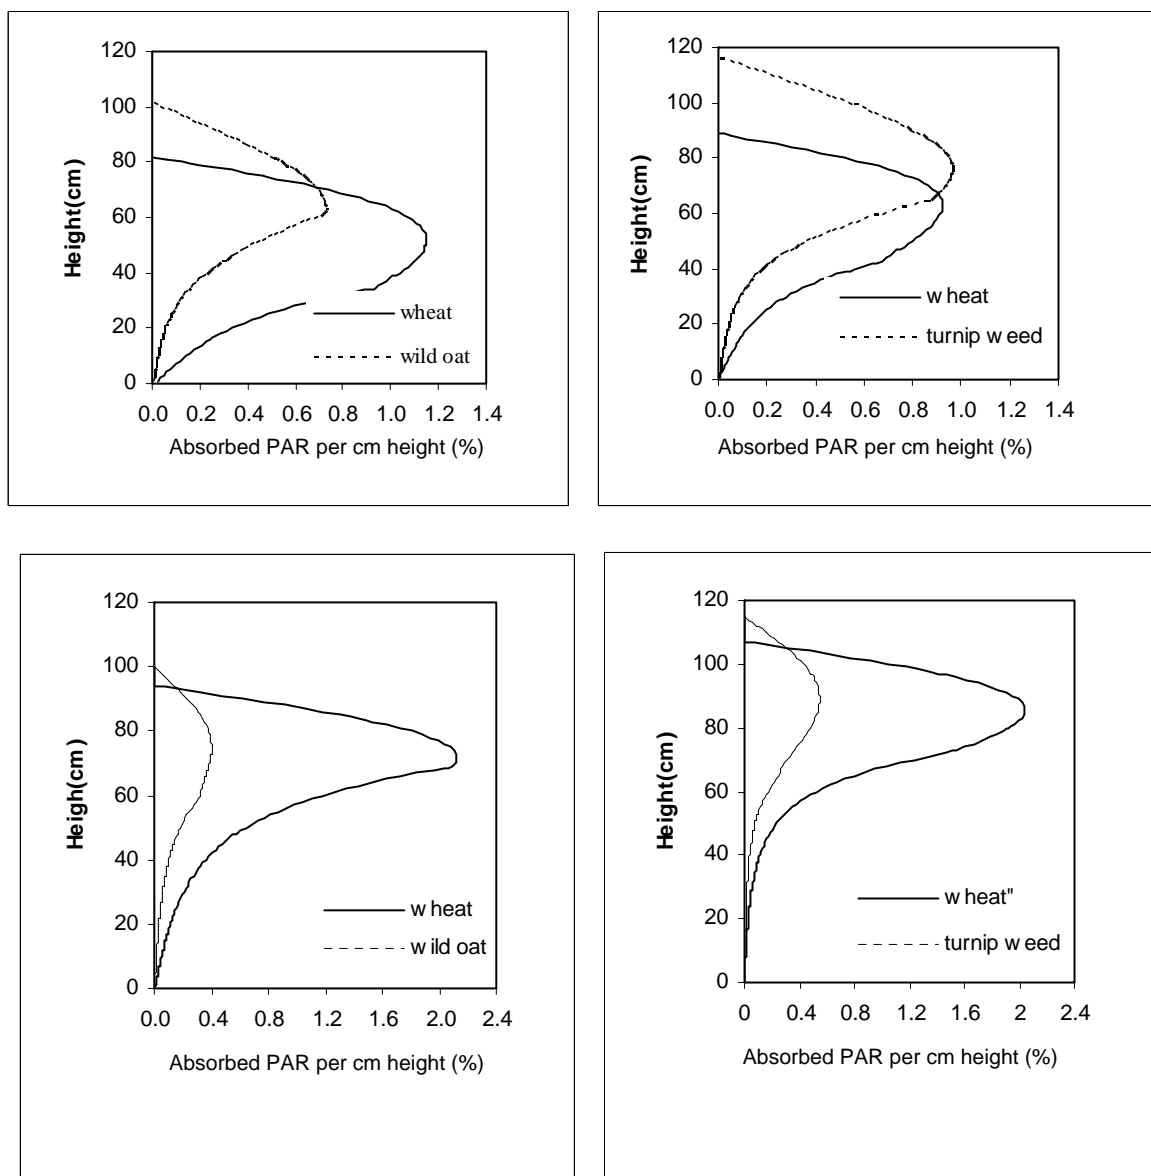 120
100
80
60
40
20
0
Height(cm)
wheat
wild oat
0.0 0.2 0.4 0.6 0.8 1.0 1.2 1.4
Absorbed PAR per cm height (%)
120
100
80
60
40
20
0
Height(cm)
w heat
turnip w eed
0.0 0.2 0.4 0.6 0.8 1.0 1.2 1.4
Absorbed PAR per cm height (%)
120
100
80
60
40
20
0
Heigh(cm)
w heat
w ild oat
0.0 0.4 0.8 1.2 1.6 2.0 2.4
Absorbed PAR per cm height (%)
120
100
80
60
40
20
0
Height(cm)
w heat"
turnip w eed
0 0.4 0.8 1.2 1.6 2 2.4
Absorbed PAR per cm height (%)